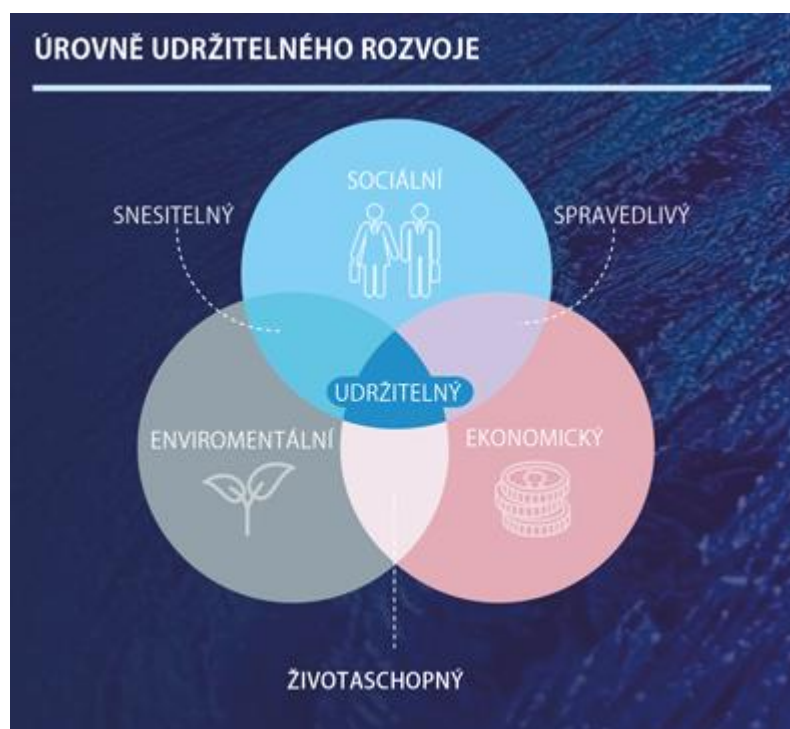 ÚROVNĚ UDRŽITELNÉHO ROZVOJE
SOCIÁLNÍ
SNESITELNÝ
SPRAVEDLIVÝ
UDRŽITELNÝ
ENVIROMENTÁLNÍ
EKONOMICKÝ
ŽIVOTASCHOPNÝ